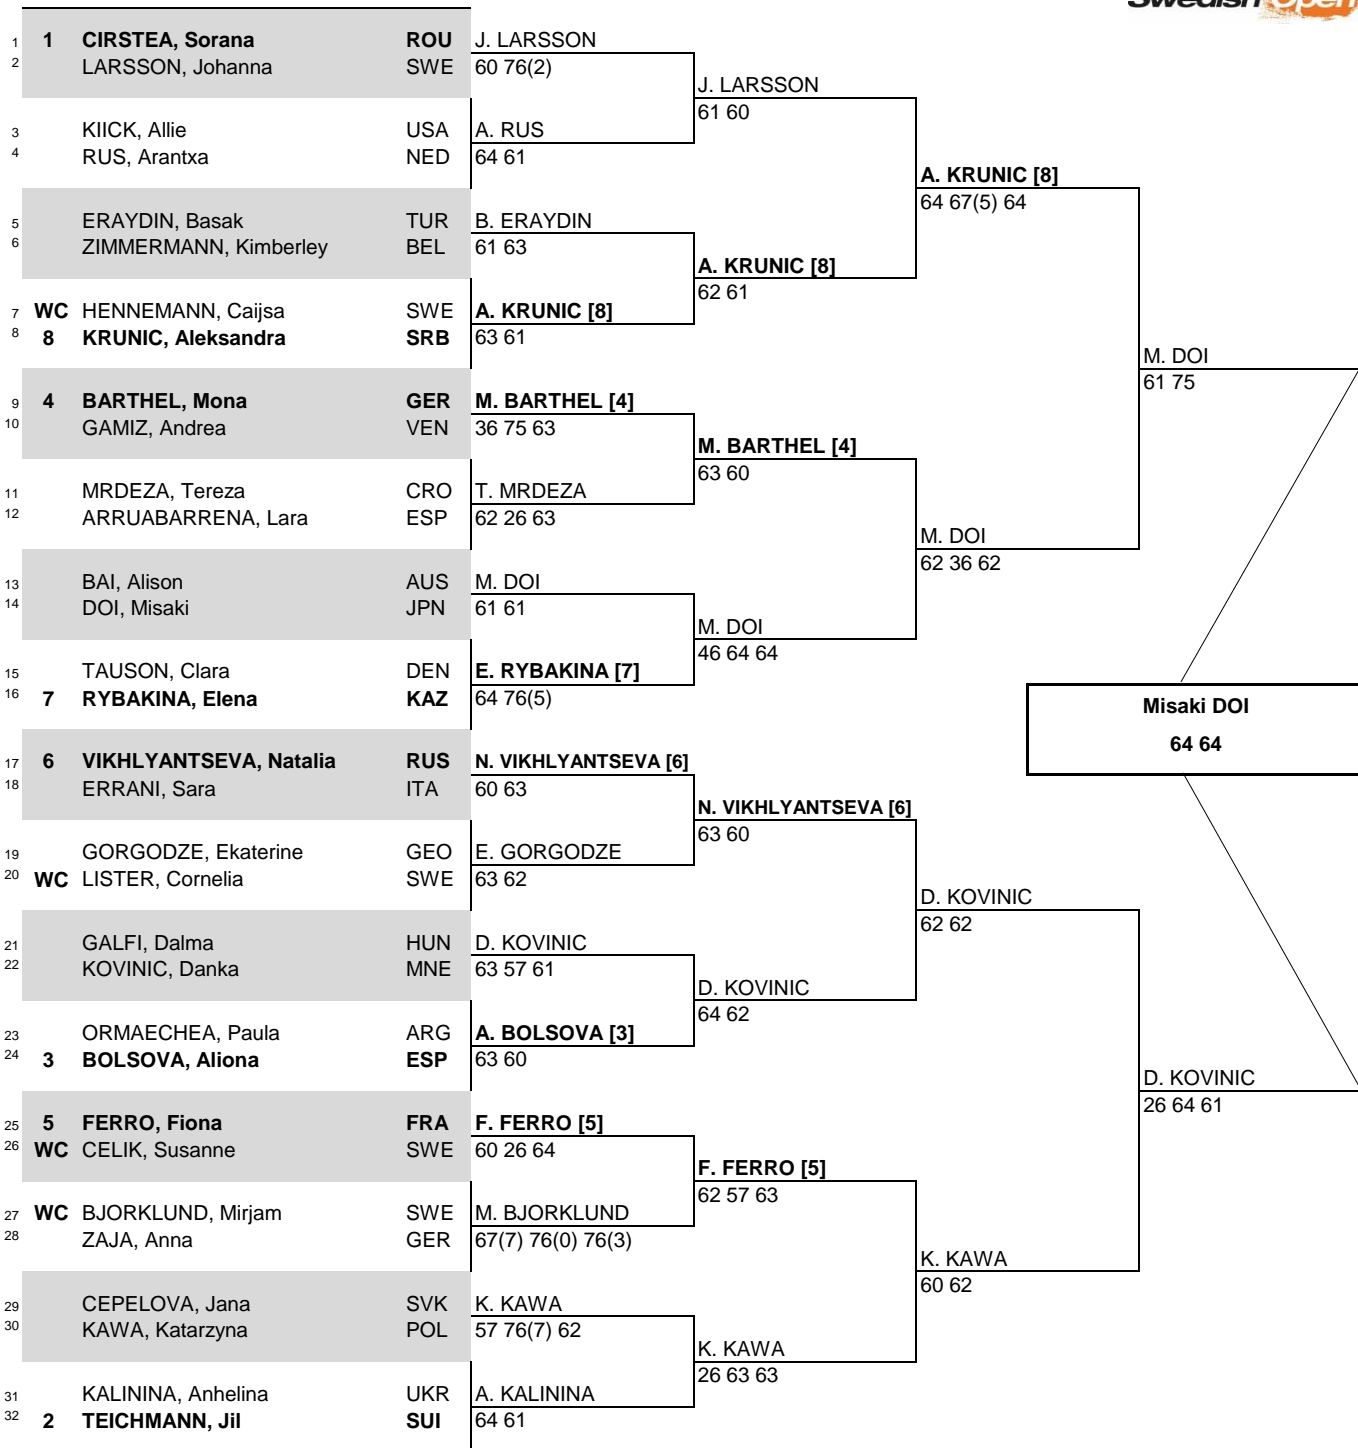 Swedish Open
1 1 CIRSTEA, Sorana ROU J. LARSSON
2 LARSSON, Johanna SWE 60 76(2)
J. LARSSON
61 60
3 KIICK, Allie USA A. RUS
4 RUS, Arantxa NED 64 61
A. KRUNIC [8]
64 67(5) 64
5 ERAYDIN, Basak TUR B. ERAYDIN
6 ZIMMERMANN, Kimberley BEL 61 63
A. KRUNIC [8]
62 61
7 WC HENNEMANN, Caijsa SWE A. KRUNIC [8]
8 8 KRUNIC, Aleksandra SRB 63 61
M. DOI
61 75
9 4 BARTHEL, Mona GER M. BARTHEL [4]
10 GAMIZ, Andrea VEN 36 75 63
M. BARTHEL [4]
63 60
11 MRDEZA, Tereza CRO T. MRDEZA
12 ARRUABARRENA, Lara ESP 62 26 63
M. DOI
62 36 62
13 BAI, Alison AUS M. DOI
14 DOI, Misaki JPN 61 61
M. DOI
46 64 64
15 TAUSON, Clara DEN E. RYBAKINA [7]
16 7 RYBAKINA, Elena KAZ 64 76(5)
Misaki DOI
64 64
17 6 VIKHLYANTSEVA, Natalia RUS N. VIKHLYANTSEVA [6]
18 ERRANI, Sara ITA 60 63
N. VIKHLYANTSEVA [6]
63 60
19 GORGODZE, Ekaterine GEO E. GORGODZE
20 WC LISTER, Cornelia SWE 63 62
D. KOVINIC
62 62
21 GALFI, Dalma HUN D. KOVINIC
22 KOVINIC, Danka MNE 63 57 61
D. KOVINIC
64 62
23 ORMAECHEA, Paula ARG A. BOLSOVA [3]
24 3 BOLSOVA, Aliona ESP 63 60
D. KOVINIC
26 64 61
25 5 FERRO, Fiona FRA F. FERRO [5]
26 WC CELIK, Susanne SWE 60 26 64
F. FERRO [5]
62 57 63
27 WC BJORKLUND, Mirjam SWE M. BJORKLUND
28 ZAJA, Anna GER 67(7) 76(0) 76(3)
K. KAWA
60 62
29 CEPELOVA, Jana SVK K. KAWA
30 KAWA, Katarzyna POL 57 76(7) 62
K. KAWA
26 63 63
31 KALININA, Anhelina UKR A. KALININA
32 2 TEICHMANN, Jil SUI 64 61